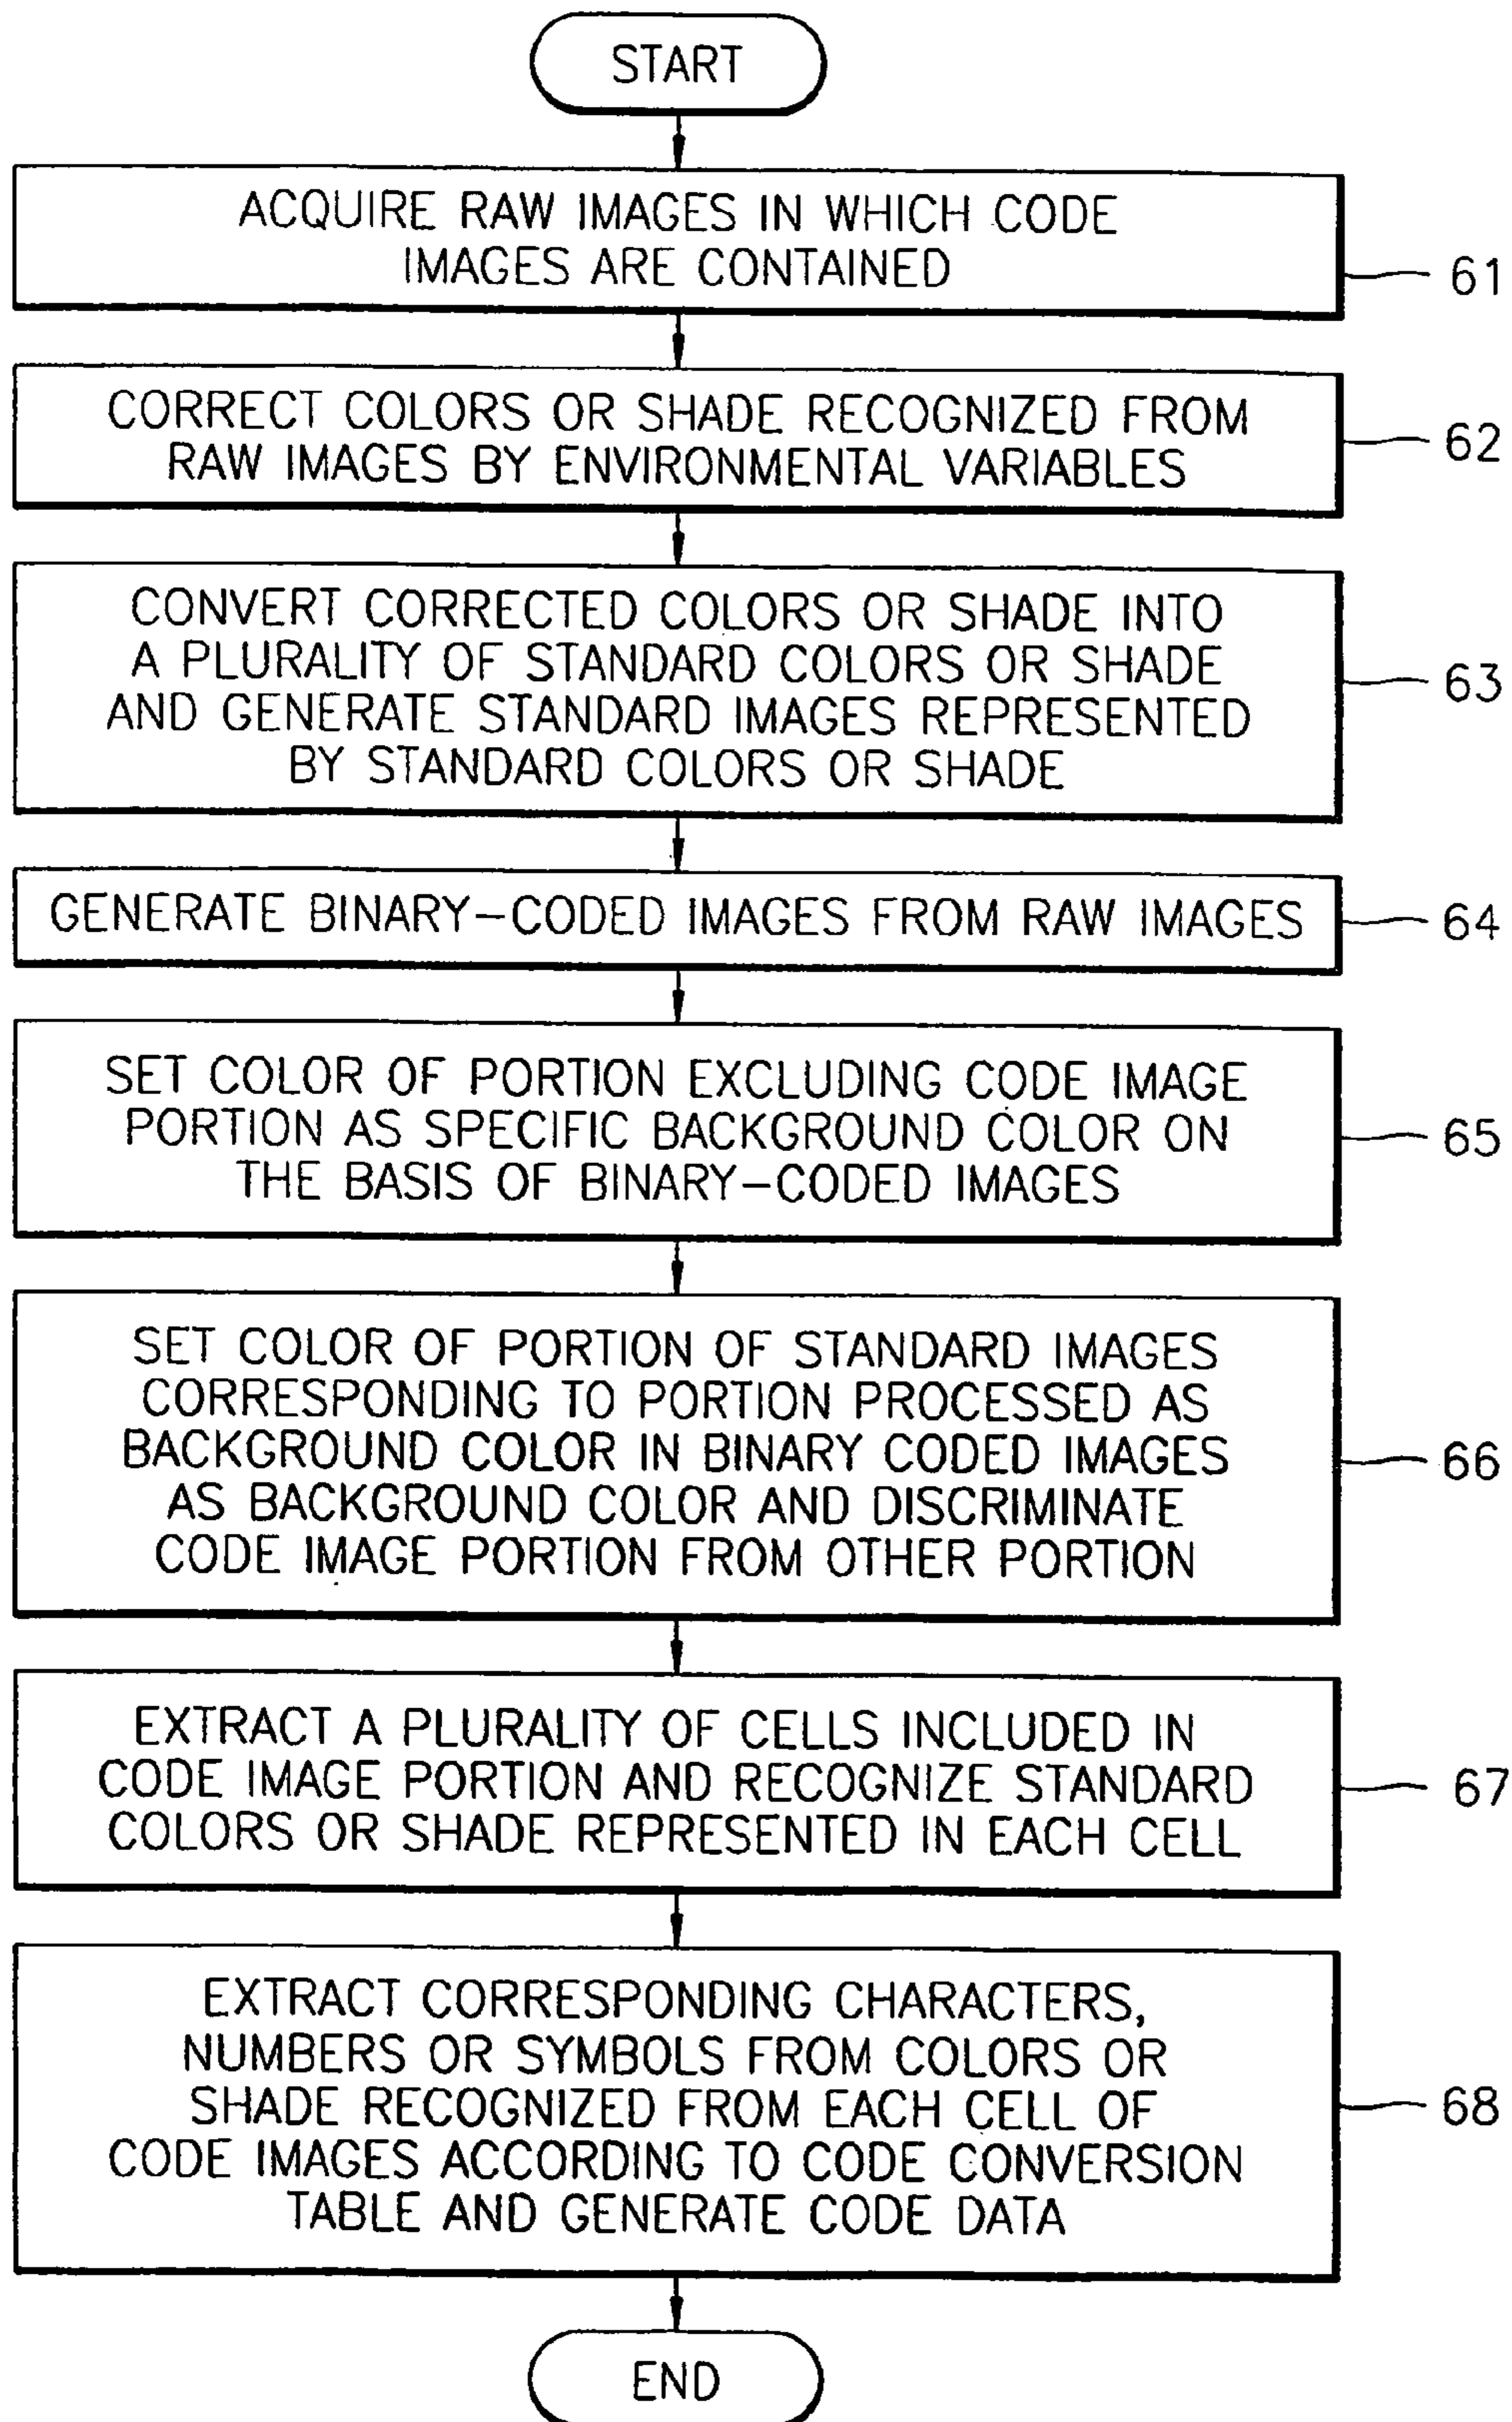 START
ACQUIRE RAW IMAGES IN WHICH CODE
IMAGES ARE CONTAINED
61
CORRECT COLORS OR SHADE RECOGNIZED FROM
RAW IMAGES BY ENVIRONMENTAL VARIABLES
62
CONVERT CORRECTED COLORS OR SHADE INTO
A PLURALITY OF STANDARD COLORS OR SHADE
AND GENERATE STANDARD IMAGES REPRESENTED
BY STANDARD COLORS OR SHADE
63
GENERATE BINARY-CODED IMAGES FROM RAW IMAGES
64
SET COLOR OF PORTION EXCLUDING CODE IMAGE
PORTION AS SPECIFIC BACKGROUND COLOR ON
THE BASIS OF BINARY-CODED IMAGES
65
SET COLOR OF PORTION OF STANDARD IMAGES
CORRESPONDING TO PORTION PROCESSED AS
BACKGROUND COLOR IN BINARY CODED IMAGES
AS BACKGROUND COLOR AND DISCRIMINATE
CODE IMAGE PORTION FROM OTHER PORTION
66
EXTRACT A PLURALITY OF CELLS INCLUDED IN
CODE IMAGE PORTION AND RECOGNIZE STANDARD
COLORS OR SHADE REPRESENTED IN EACH CELL
67
EXTRACT CORRESPONDING CHARACTERS,
NUMBERS OR SYMBOLS FROM COLORS OR
SHADE RECOGNIZED FROM EACH CELL OF
CODE IMAGES ACCORDING TO CODE CONVERSION
TABLE AND GENERATE CODE DATA
68
END